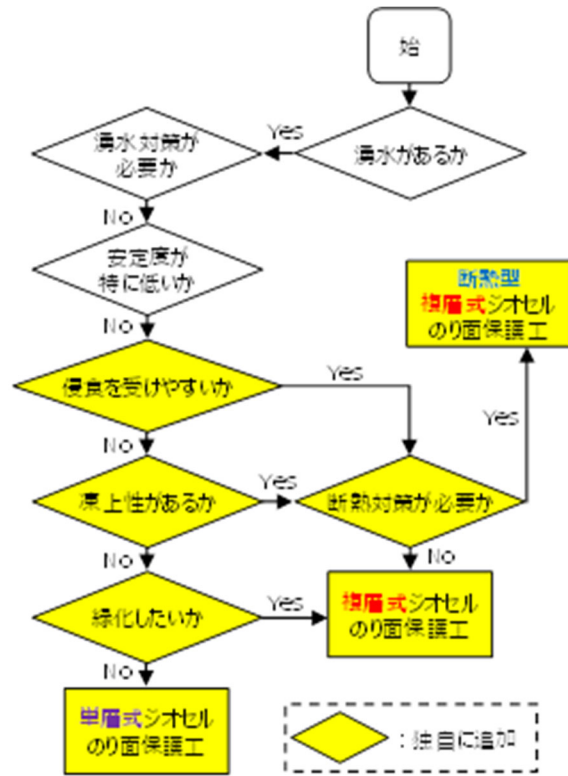 始
湧水があるか
Yes
湧水対策が
必要か
No
安定度が
特に低いか
No
侵食を受けやすいか
Yes
No
凍上性があるか
Yes
断熱対策が必要か
Yes
断熱型
複層式ジオセル
のり面保護工
No
No
緑化したいか
Yes
複層式ジオセル
のり面保護工
No
単層式ジオセル
のり面保護工
：独自に追加